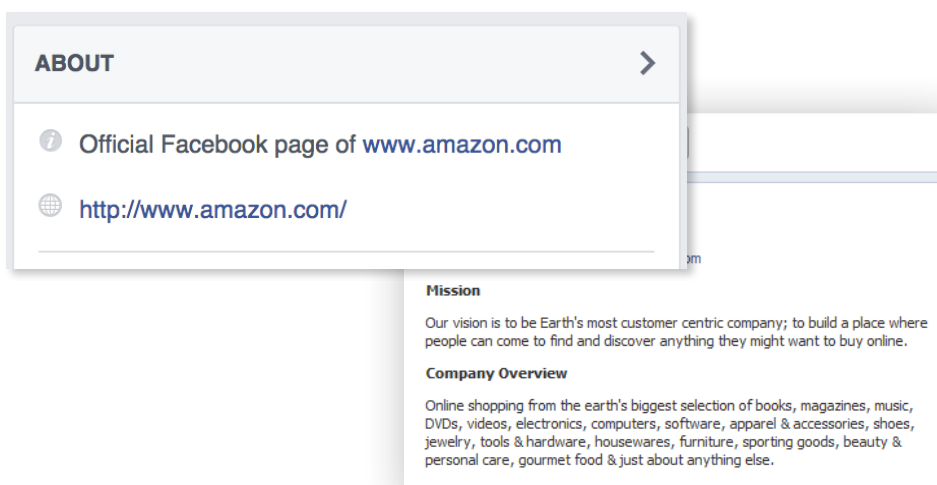 ABOUT
Official Facebook page of www.amazon.com
http://www.amazon.com/
om
Mission
Our vision is to be Earth's most customer centric company; to build a place where
people can come to find and discover anything they might want to buy online.
Company Overview
Online shopping from the earth's biggest selection of books, magazines, music,
DVDs, videos, electronics, computers, software, apparel & accessories, shoes,
jewelry, tools & hardware, housewares, furniture, sporting goods, beauty &
personal care, gourmet food & just about anything else.